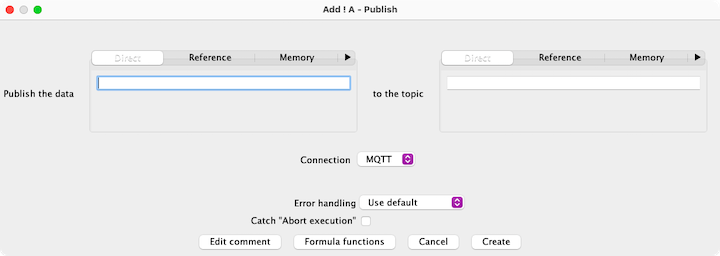 Add ! A - Publish
Direct Reference Memory Direct Reference Memory
Publish the data to the topic
Connection MQTT
Error handling Use default
Catch "Abort execution"
Edit comment Formula functions Cancel Create